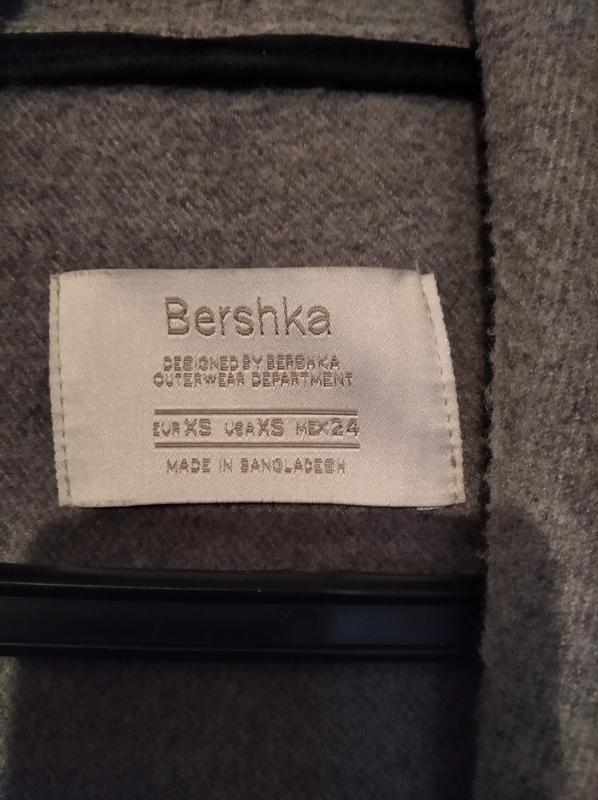 Bershka
DESIGNED BY BERSHKA
OUTERWEAR DEPARTMENT
EUR XS USA XS MEX 24
MADE IN BANGLADESH